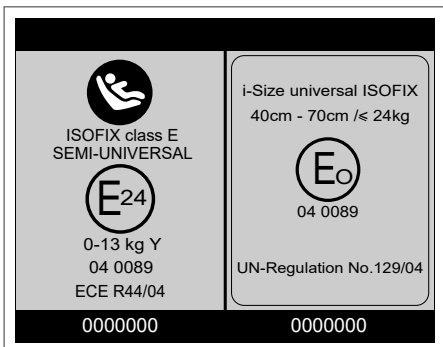 ISOFIX class E
SEMI-UNIVERSAL
E24
0-13 kg Y
04 0089
ECE R44/04
0000000
i-Size universal ISOFIX
40cm - 70cm /≤ 24kg
EO
04 0089
UN-Regulation No.129/04
0000000